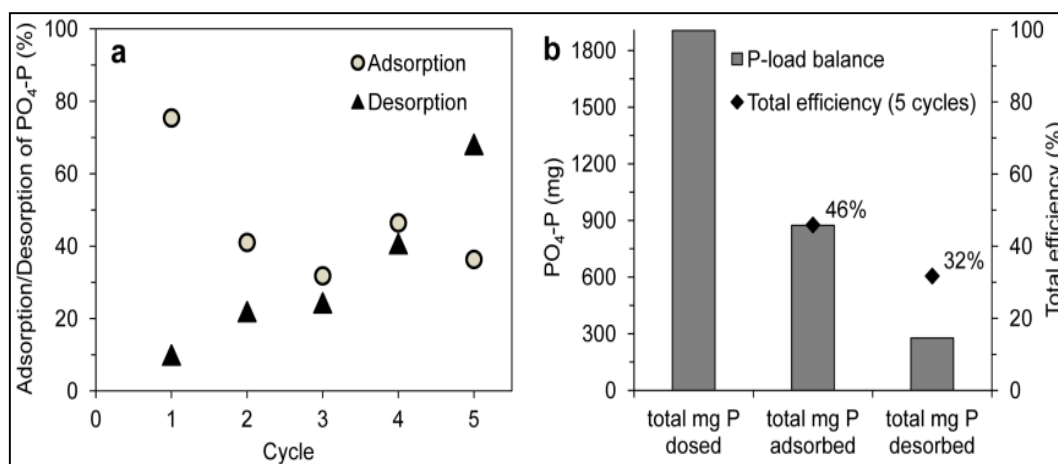 a
Adsorption/Desorption of PO4-P (%)
100
80
60
40
20
0
Adsorption
Desorption
0 1 2 3 4 5
Cycle
b
PO4-P (mg)
1800
1500
1200
900
600
300
0
P-load balance
Total efficiency (5 cycles)
46%
32%
100
80
60
40
20
0
Total efficiency (%)
total mg P
dosed
total mg P
adsorbed
total mg P
desorbed